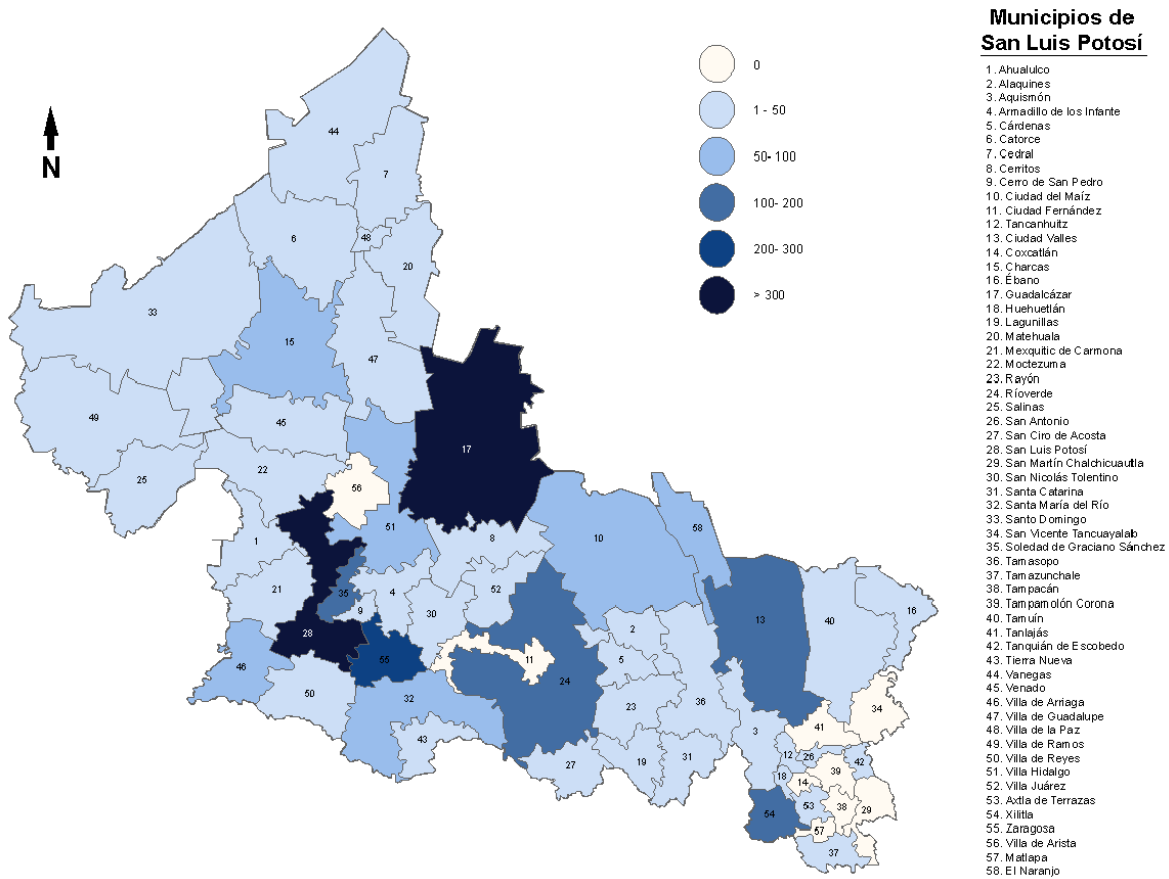 Municipios de
San Luis Potosí
0
1 - 50
50- 100
100- 200
200- 300
> 300
N
1. Ahualulco
2. Alaquines
3. Aquismón
4. Armadillo de los Infante
5. Cárdenas
6. Catorce
7. Cedral
8. Cerritos
9. Cerro de San Pedro
10. Ciudad del Maíz
11. Ciudad Fernández
12. Tancanhuitz
13. Ciudad Valles
14. Coxcatlán
15. Charcas
16. Ébano
17. Guadalcázar
18. Huehuetlán
19. Lagunillas
20. Matehuala
21. Mexquitic de Carmona
22. Moctezuma
23. Rayón
24. Ríoverde
25. Salinas
26. San Antonio
27. San Ciro de Acosta
28. San Luis Potosí
29. San Martín Chalchicuautla
30. San Nicolás Tolentino
31. Santa Catarina
32. Santa María del Río
33. Santo Domingo
34. San Vicente Tancuayalab
35. Soledad de Graciano Sánchez
36. Tamasopo
37. Tamazunchale
38. Tampacán
39. Tampamolón Corona
40. Tamuín
41. Tanlajás
42. Tanquián de Escobedo
43. Tierra Nueva
44. Vanegas
45. Venado
46. Villa de Arriaga
47. Villa de Guadalupe
48. Villa de la Paz
49. Villa de Ramos
50. Villa de Reyes
51. Villa Hidalgo
52. Villa Juárez
53. Axtla de Terrazas
54. Xilitla
55. Zaragosa
56. Villa de Arista
57. Matlapa
58. El Naranjo
44
7
6
48
20
33
15
47
49
45
17
25
22
56
51
8
10
58
1
21
35
4
9
30
52
2
13
40
16
28
55
11
5
24
46
50
32
23
36
3
34
41
43
27
19
31
12
26
42
18
14
39
53
38
29
54
57
37